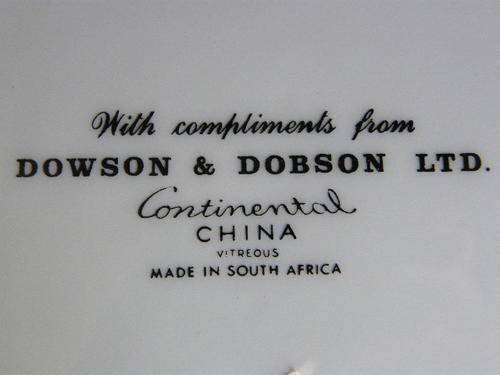 With compliments from
DOWSON & DOBSON LTD.
Continental
CHINA
VITREOUS
MADE IN SOUTH AFRICA